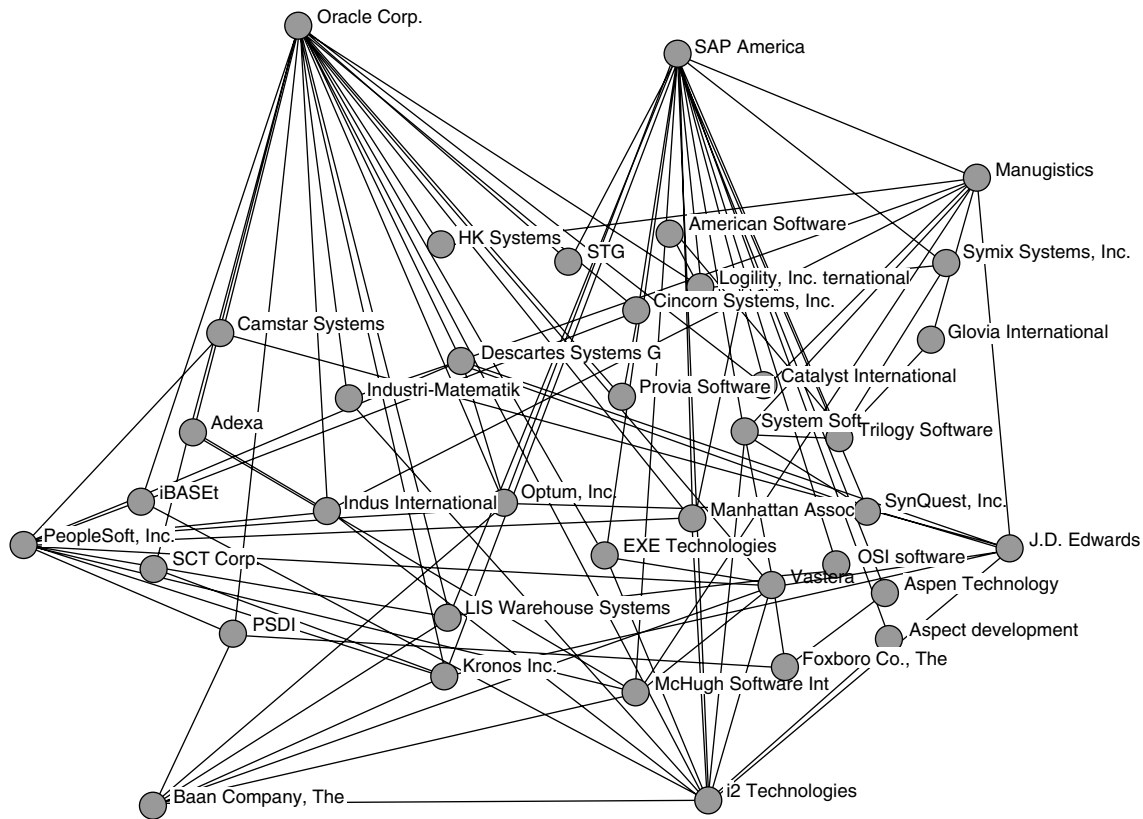 Oracle Corp.
SAP America
Manugistics
American Software
HK Systems
STG
Symix Systems, Inc.
Logility, Inc. ternational
Cincorn Systems, Inc.
Camstar Systems
Glovia International
Descartes Systems G
Catalyst International
Industri-Matematik
Provia Software
Adexa
System Soft
Trilogy Software
iBASEt
Optum, Inc.
Indus International
SynQuest, Inc.
Manhattan Assoc
PeopleSoft, Inc.
J.D. Edwards
EXE Technologies
SCT Corp.
OSI software
Vastera
Aspen Technology
LIS Warehouse Systems
PSDI
Aspect development
Foxboro Co., The
Kronos Inc.
McHugh Software Int
i2 Technologies
Baan Company, The